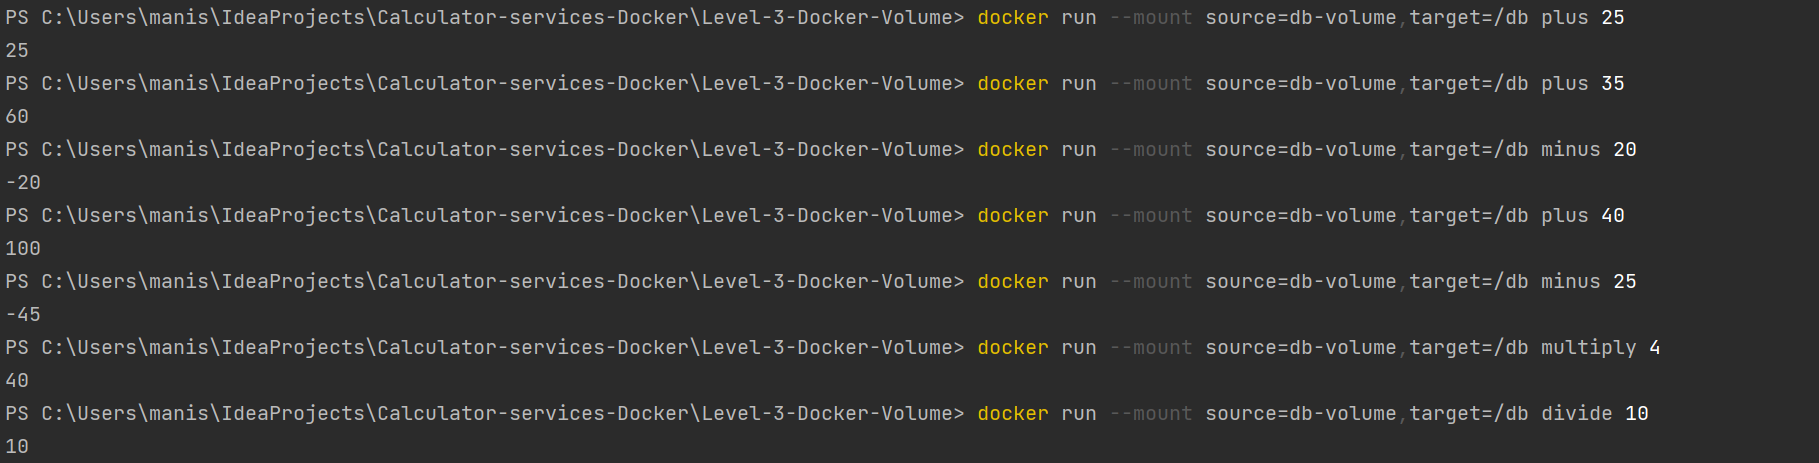 PS C:\Users\manis\IdeaProjects\Calculator-services-Docker\Level-3-Docker-Volume> docker run --mount source=db-volume,target=/db plus 25
25
PS C:\Users\manis\IdeaProjects\Calculator-services-Docker\Level-3-Docker-Volume> docker run --mount source=db-volume,target=/db plus 35
60
PS C:\Users\manis\IdeaProjects\Calculator-services-Docker\Level-3-Docker-Volume> docker run --mount source=db-volume,target=/db minus 20
-20
PS C:\Users\manis\IdeaProjects\Calculator-services-Docker\Level-3-Docker-Volume> docker run --mount source=db-volume,target=/db plus 40
100
PS C:\Users\manis\IdeaProjects\Calculator-services-Docker\Level-3-Docker-Volume> docker run --mount source=db-volume,target=/db minus 25
-45
PS C:\Users\manis\IdeaProjects\Calculator-services-Docker\Level-3-Docker-Volume> docker run --mount source=db-volume,target=/db multiply 4
40
PS C:\Users\manis\IdeaProjects\Calculator-services-Docker\Level-3-Docker-Volume> docker run --mount source=db-volume,target=/db divide 10
10